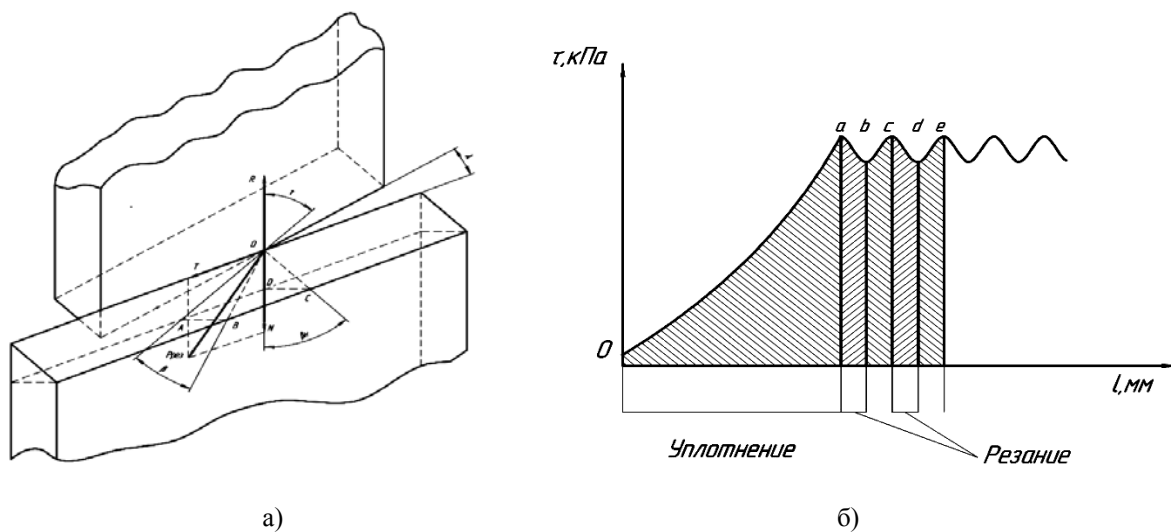 R
O
T
D
A
B
C
N
Pрез
а)
τ,кПа
a b c d e
0
l,мм
Уплотнение
Резание
б)